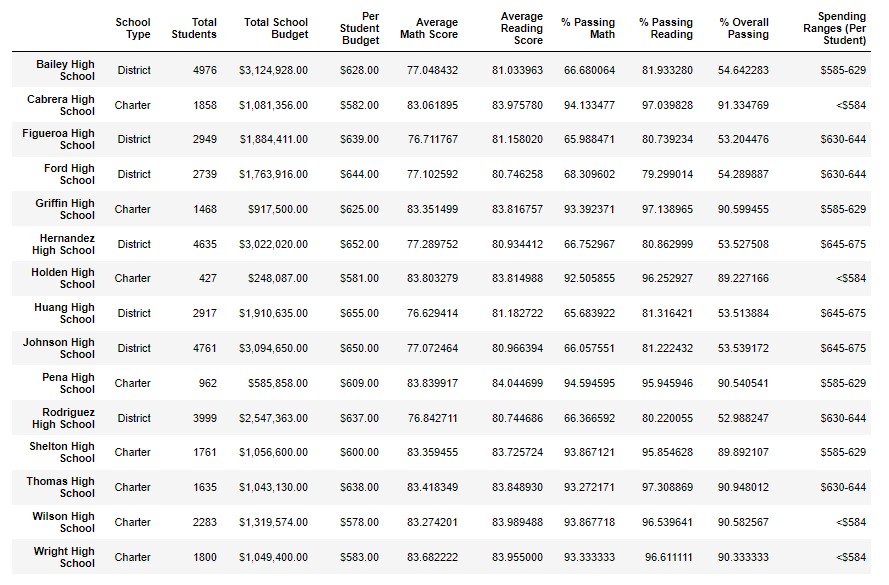 School Type Total Students Total School Budget Per Student Budget Average Math Score Average Reading Score % Passing Math % Passing Reading % Overall Passing Spending Ranges (Per Student)
Bailey High School District 4976 $3,124,928.00 $628.00 77.048432 81.033963 66.680064 81.933280 54.642283 $585-629
Cabrera High School Charter 1858 $1,081,356.00 $582.00 83.061895 83.975780 94.133477 97.039828 91.334769 <$584
Figueroa High School District 2949 $1,884,411.00 $639.00 76.711767 81.158020 65.988471 80.739234 53.204476 $630-644
Ford High School District 2739 $1,763,916.00 $644.00 77.102592 80.746258 68.309602 79.299014 54.289887 $630-644
Griffin High School Charter 1468 $917,500.00 $625.00 83.351499 83.816757 93.392371 97.138965 90.599455 $585-629
Hernandez High School District 4635 $3,022,020.00 $652.00 77.289752 80.934412 66.752967 80.862999 53.527508 $645-675
Holden High School Charter 427 $248,087.00 $581.00 83.803279 83.814988 92.505855 96.252927 89.227166 <$584
Huang High School District 2917 $1,910,635.00 $655.00 76.629414 81.182722 65.683922 81.316421 53.513884 $645-675
Johnson High School District 4761 $3,094,650.00 $650.00 77.072464 80.966394 66.057551 81.222432 53.539172 $645-675
Pena High School Charter 962 $585,858.00 $609.00 83.839917 84.044699 94.594595 95.945946 90.540541 $585-629
Rodriguez High School District 3999 $2,547,363.00 $637.00 76.842711 80.744686 66.366592 80.220055 52.988247 $630-644
Shelton High School Charter 1761 $1,056,600.00 $600.00 83.359455 83.725724 93.867121 95.854628 89.892107 $585-629
Thomas High School Charter 1635 $1,043,130.00 $638.00 83.418349 83.848930 93.272171 97.308869 90.948012 $630-644
Wilson High School Charter 2283 $1,319,574.00 $578.00 83.274201 83.989488 93.867718 96.539641 90.582567 <$584
Wright High School Charter 1800 $1,049,400.00 $583.00 83.682222 83.955000 93.333333 96.611111 90.333333 <$584